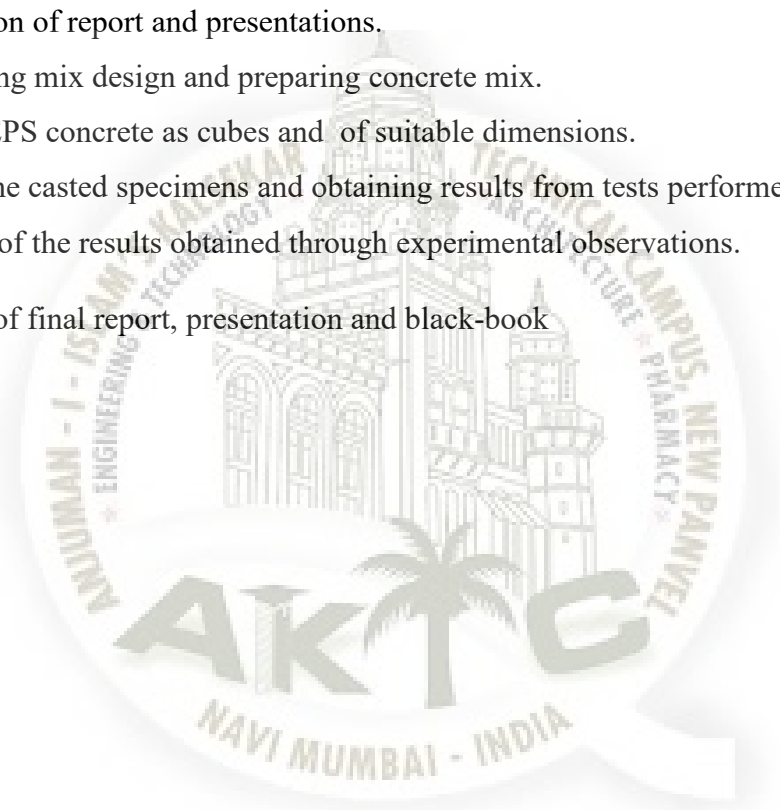 on of report and presentations.
ng mix design and preparing concrete mix.
EPS concrete as cubes and  of suitable dimensions.
he casted specimens and obtaining results from tests performe
of the results obtained through experimental observations.
of final report, presentation and black-book
ANJUMAN - I - ISLAM'S KALSEKAR TECHNICAL CAMPUS, NEW PANVEL
ENGINEERING TECHNOLOGY ARCHITECTURE PHARMACY
AKTC
NAVI MUMBAI - INDIA